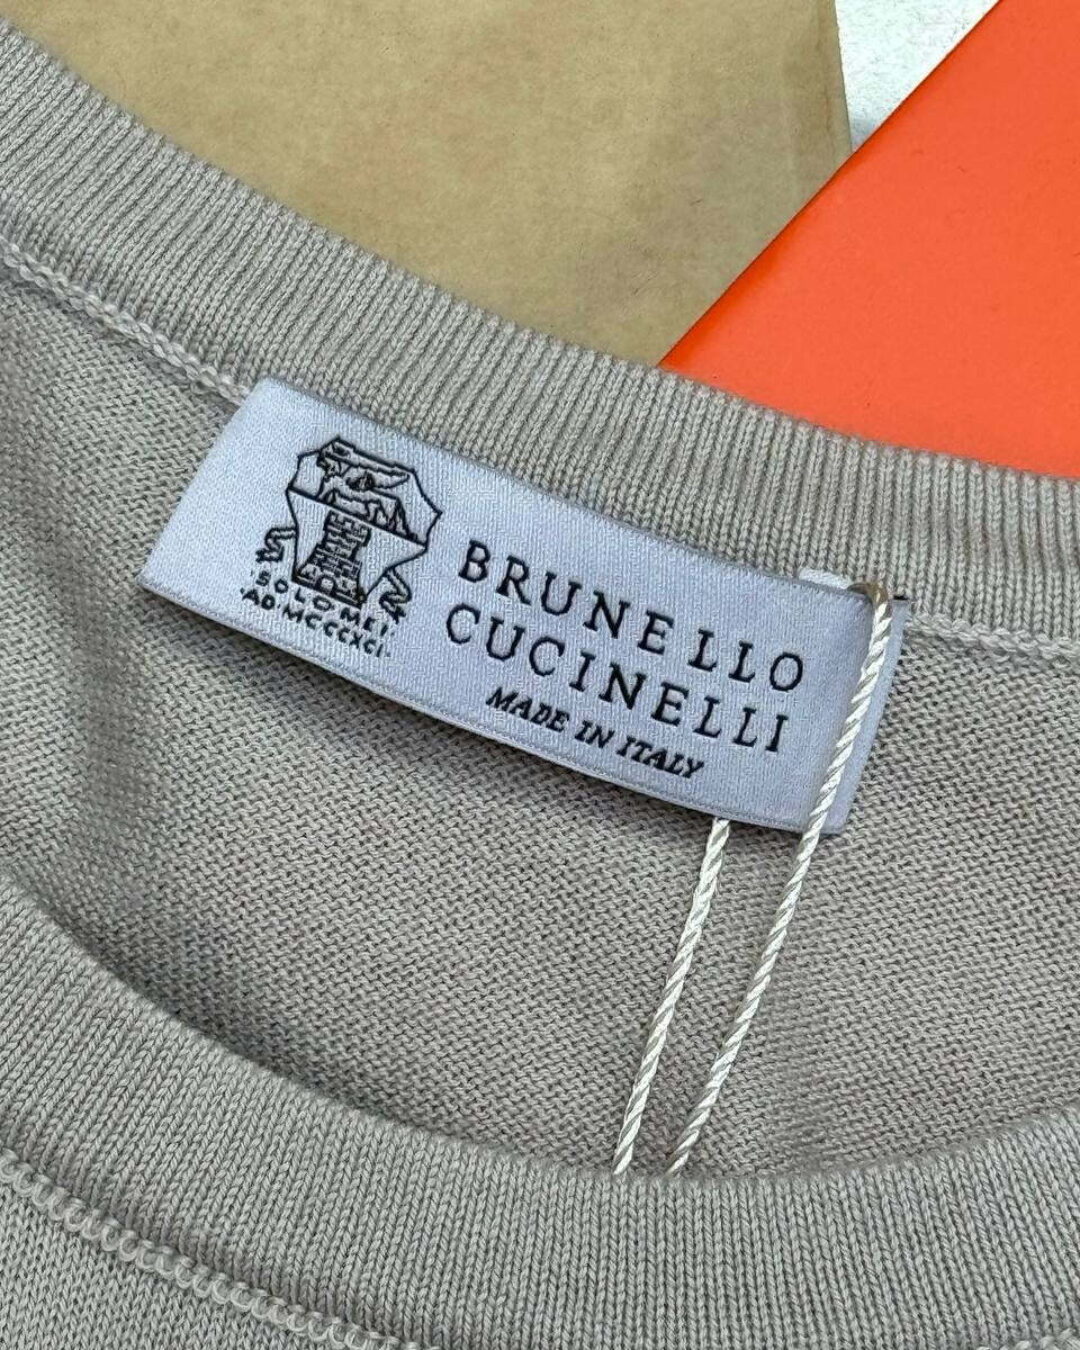 ·SOLOMEI·
·AD·MCCCXCI·
BRUNELLO
CUCINELLI
MADE IN ITALY